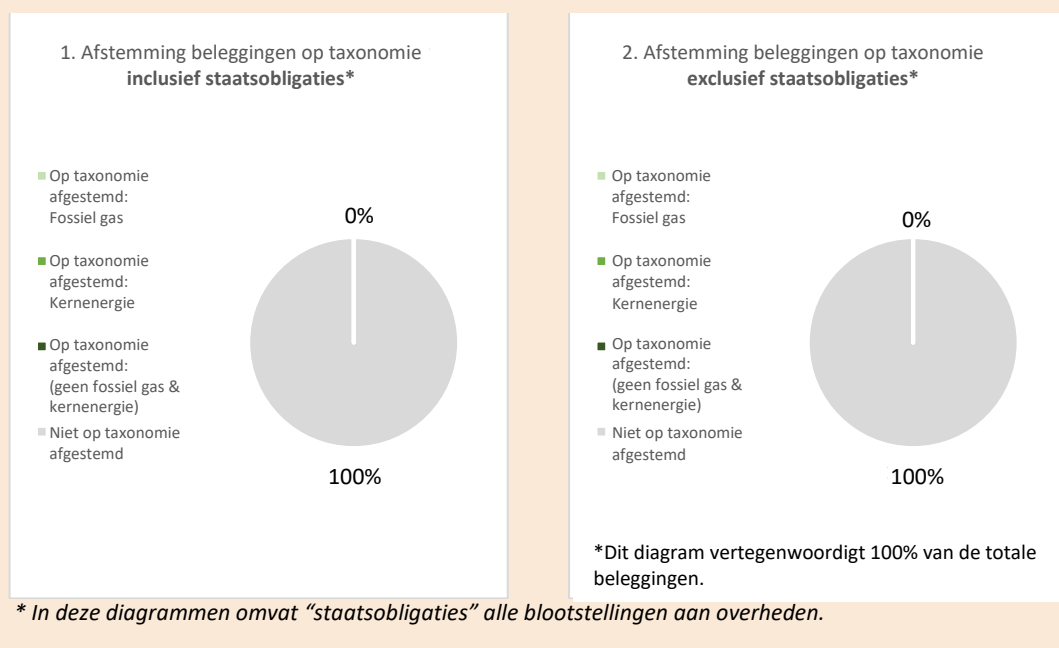 1. Afstemming beleggingen op taxonomie
inclusief staatsobligaties*
Op taxonomie
afgestemd:
Fossiel gas
Op taxonomie
afgestemd:
Kernenergie
Op taxonomie
afgestemd:
(geen fossiel gas &
kernenergie)
Niet op taxonomie
afgestemd
0%
100%
2. Afstemming beleggingen op taxonomie
exclusief staatsobligaties*
Op taxonomie
afgestemd:
Fossiel gas
Op taxonomie
afgestemd:
Kernenergie
Op taxonomie
afgestemd:
(geen fossiel gas &
kernenergie)
Niet op taxonomie
afgestemd
0%
100%
*Dit diagram vertegenwoordigt 100% van de totale
beleggingen.
* In deze diagrammen omvat “staatsobligaties” alle blootstellingen aan overheden.